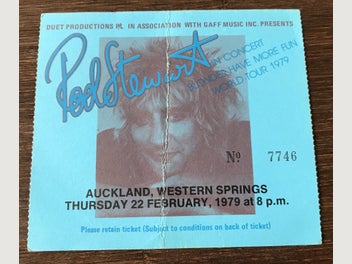 DUET PRODUCTIONS P/L IN ASSOCIATION WITH GAFF MUSIC INC. PRESENTS
Rod Stewart
IN CONCERT
BLONDES HAVE MORE FUN
WORLD TOUR 1979
No 7746
AUCKLAND, WESTERN SPRINGS
THURSDAY 22 FEBRUARY, 1979 at 8 p.m.
Please retain ticket (Subject to conditions on back of ticket)